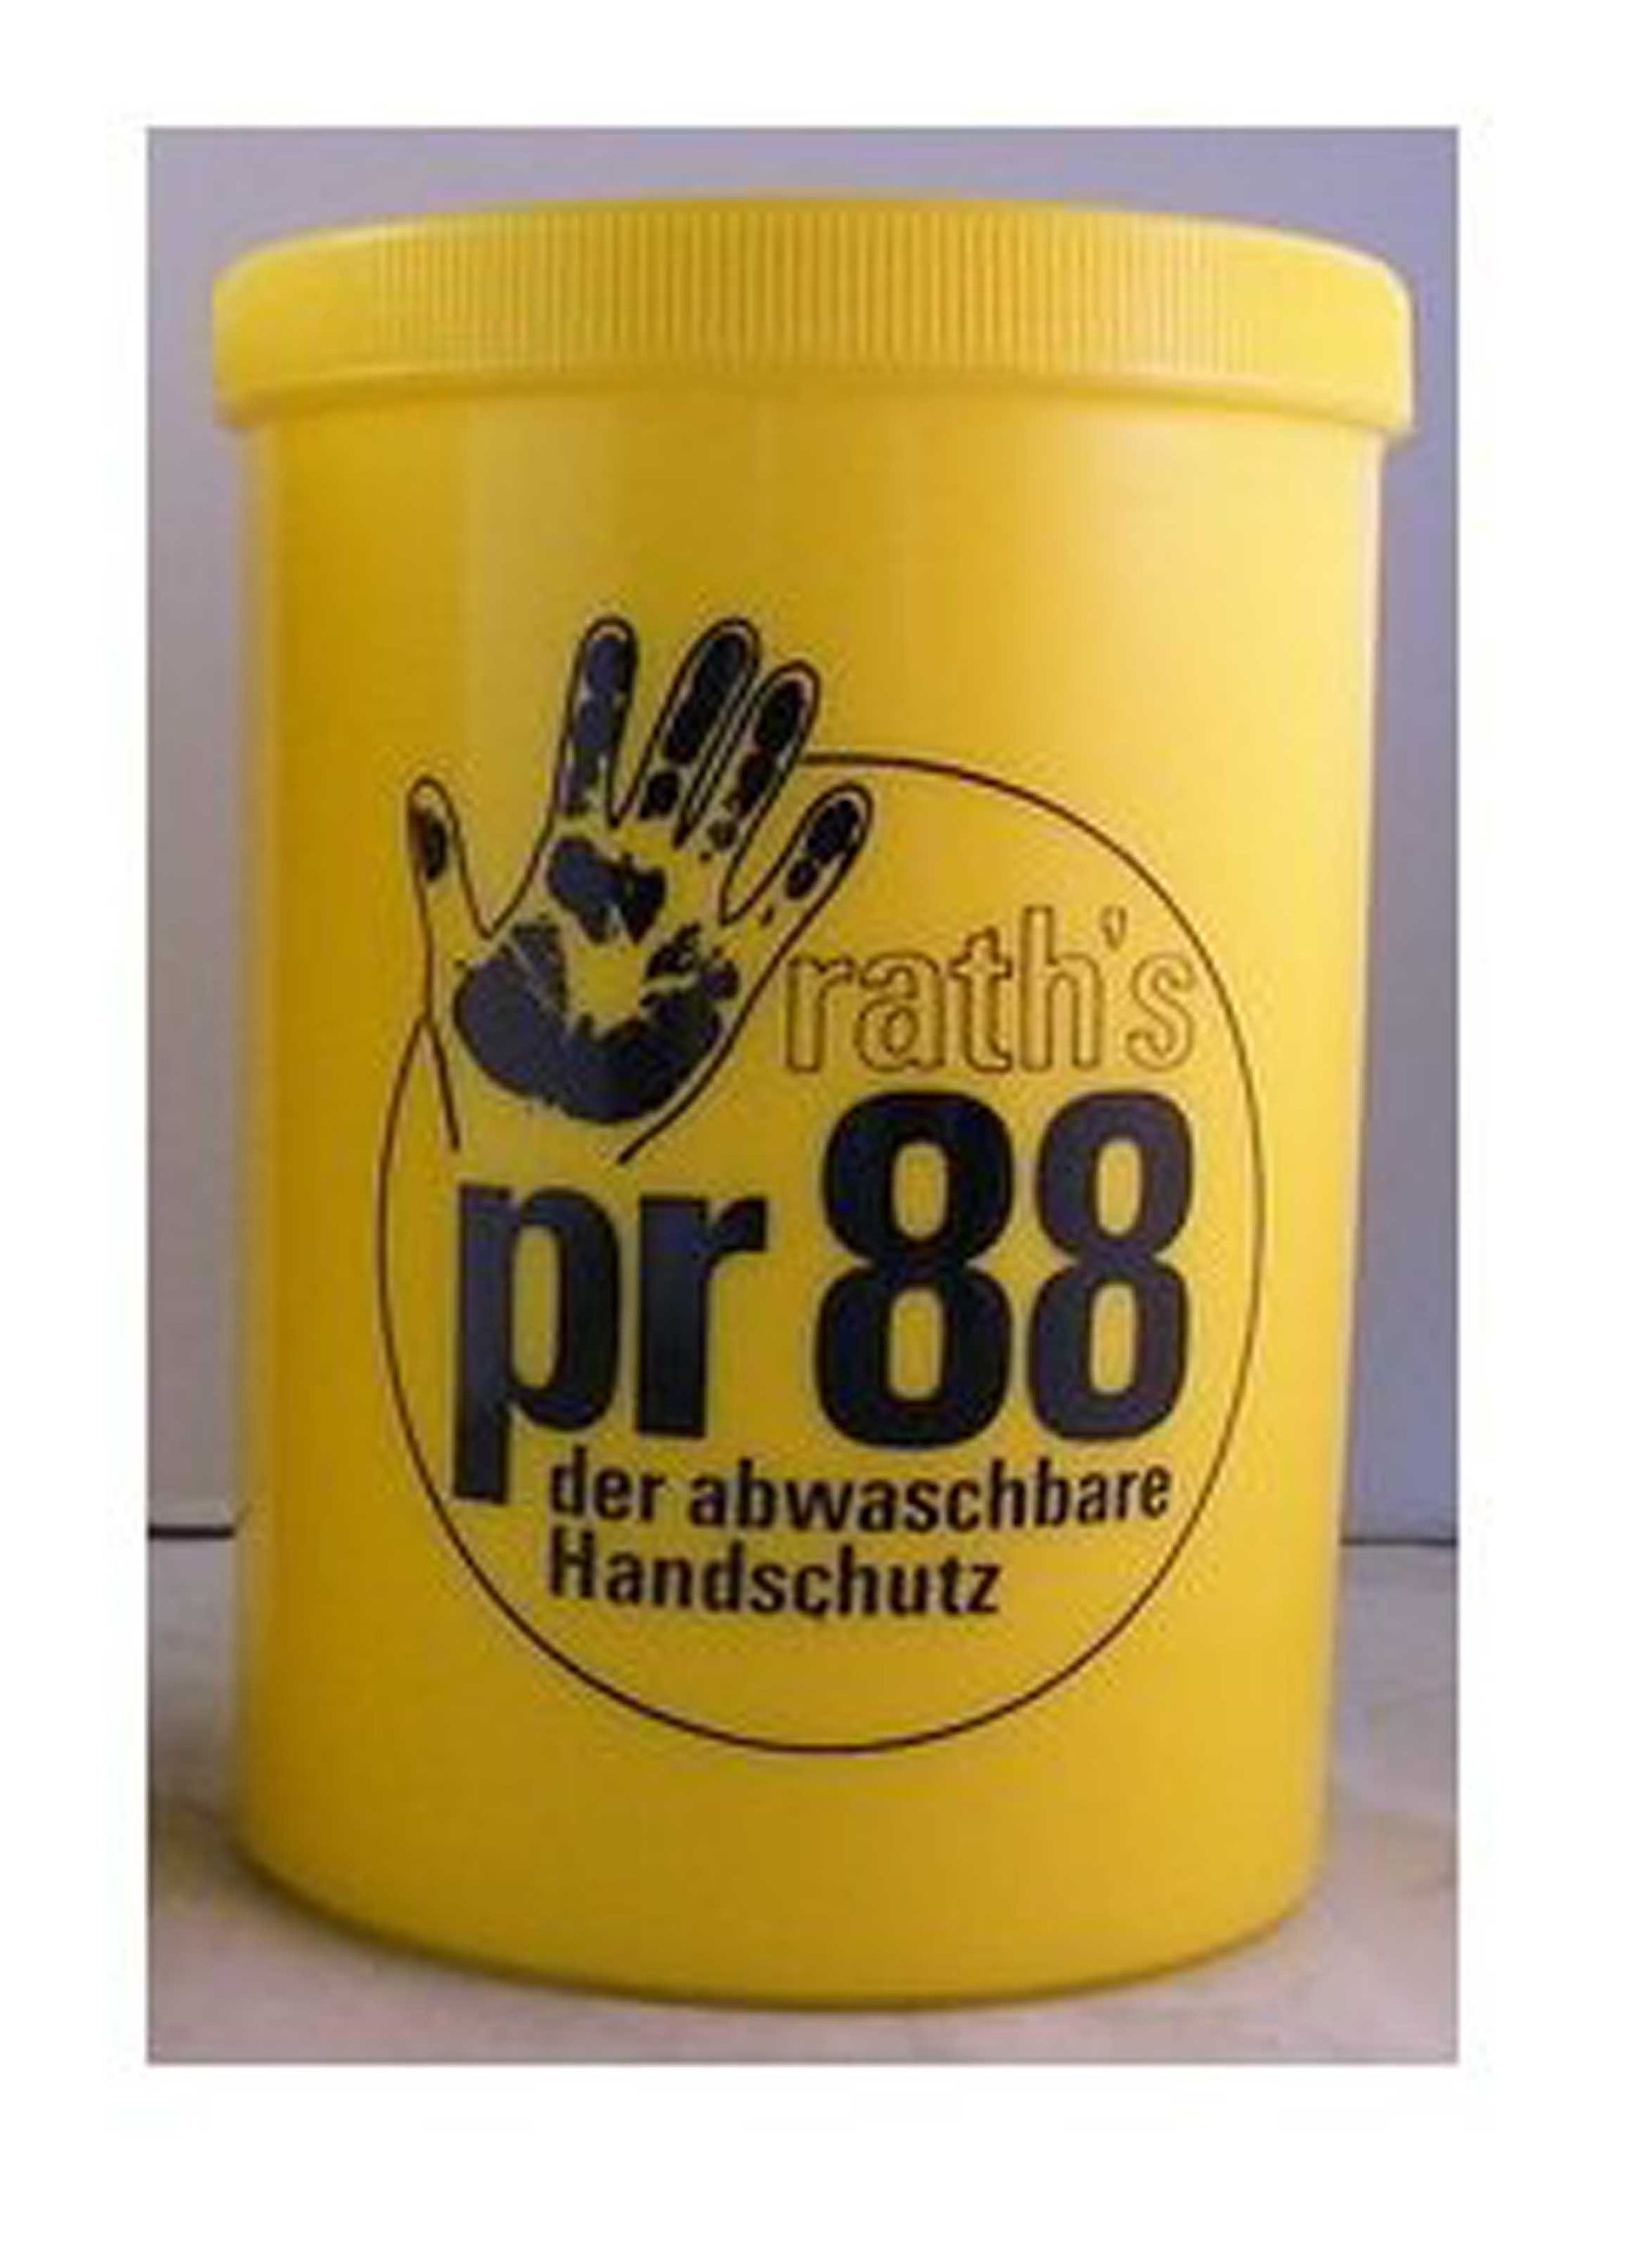 rath's
pr 88
der abwaschbare
Handschutz